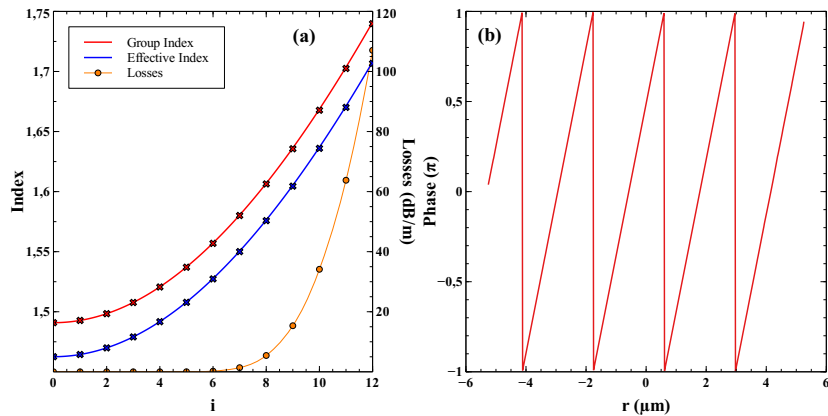 1,75
1,7
1,65
1,6
1,55
1,5
Index
(a)
Group Index
Effective Index
Losses
120
100
80
60
40
20
Losses (dB/m)
0 2 4 6 8 10 12
i
(b)
1
0,5
0
−0,5
−1
Phase (π)
−6 −4 −2 0 2 4 6
r (μm)